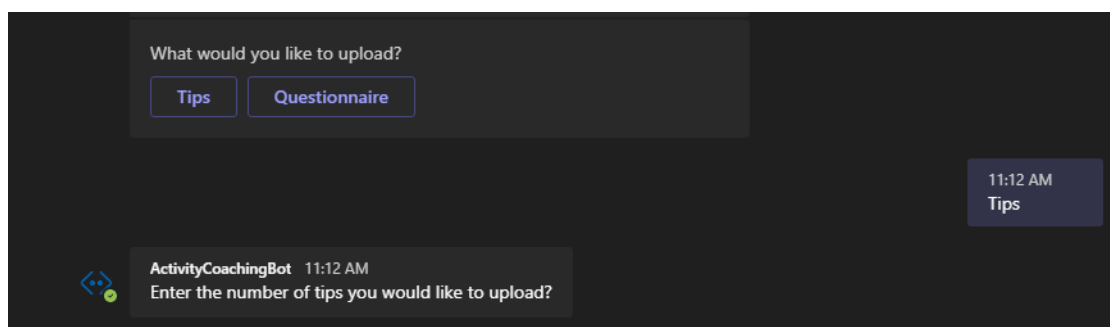 What would you like to upload?
Tips
Questionnaire
11:12 AM
Tips
ActivityCoachingBot 11:12 AM
Enter the number of tips you would like to upload?